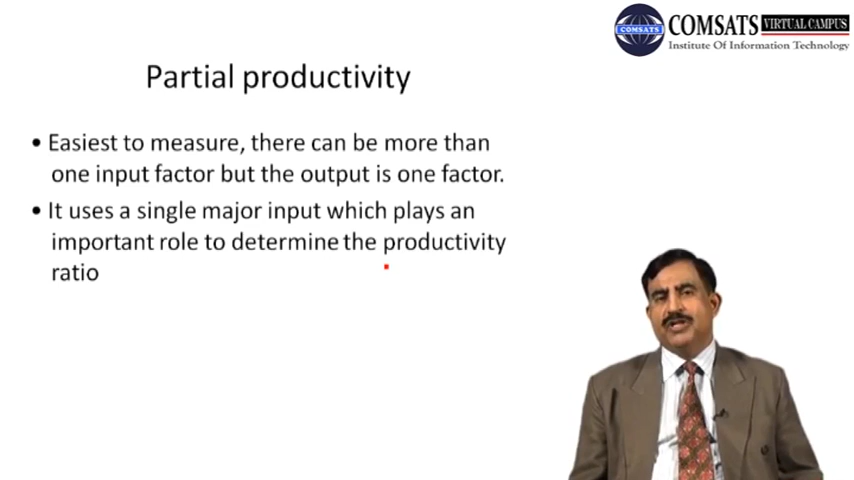 COMSATS VIRTUAL CAMPUS
COMSATS
Institute Of Information Technology
Partial productivity
• Easiest to measure, there can be more than
one input factor but the output is one factor.
• It uses a single major input which plays an
important role to determine the productivity
ratio